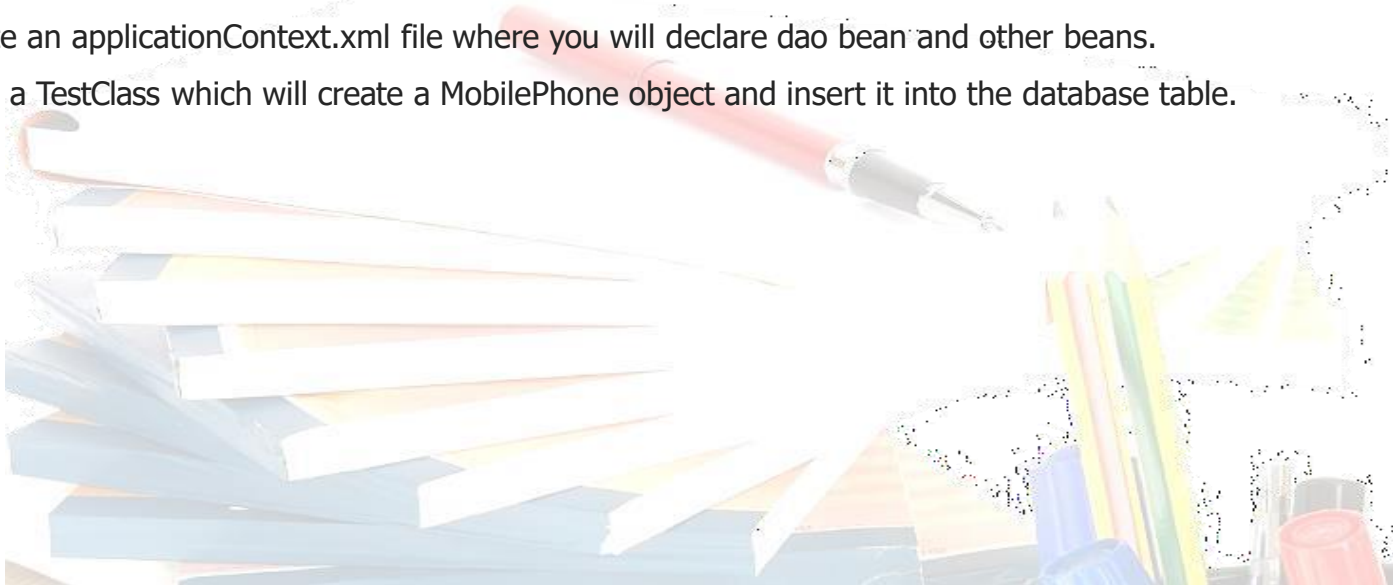 e an applicationContext.xml file where you will declare dao bean and other beans.
a TestClass which will create a MobilePhone object and insert it into the database table.